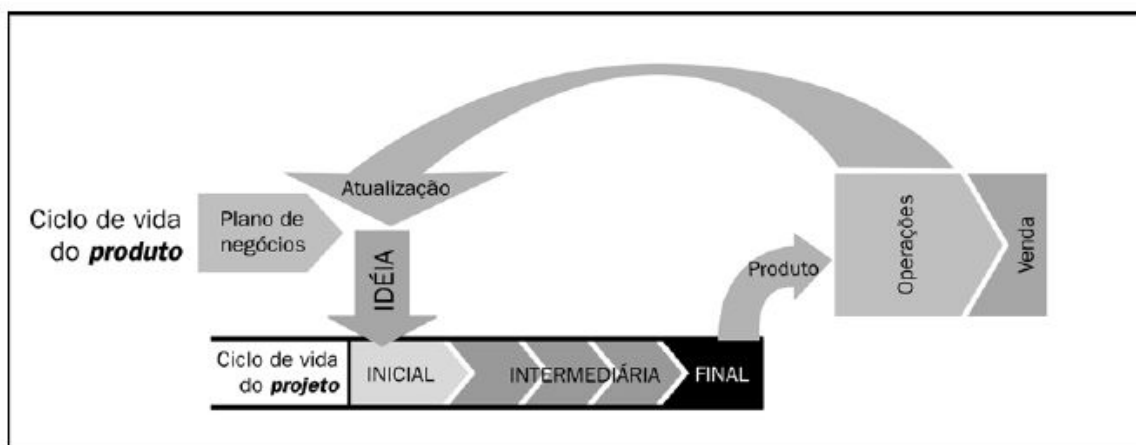 Atualização
Ciclo de vida
do produto
Plano de
negócios
IDÉIA
Produto
Operações
Venda
Ciclo de vida
do projeto
INICIAL
INTERMEDIÁRIA
FINAL